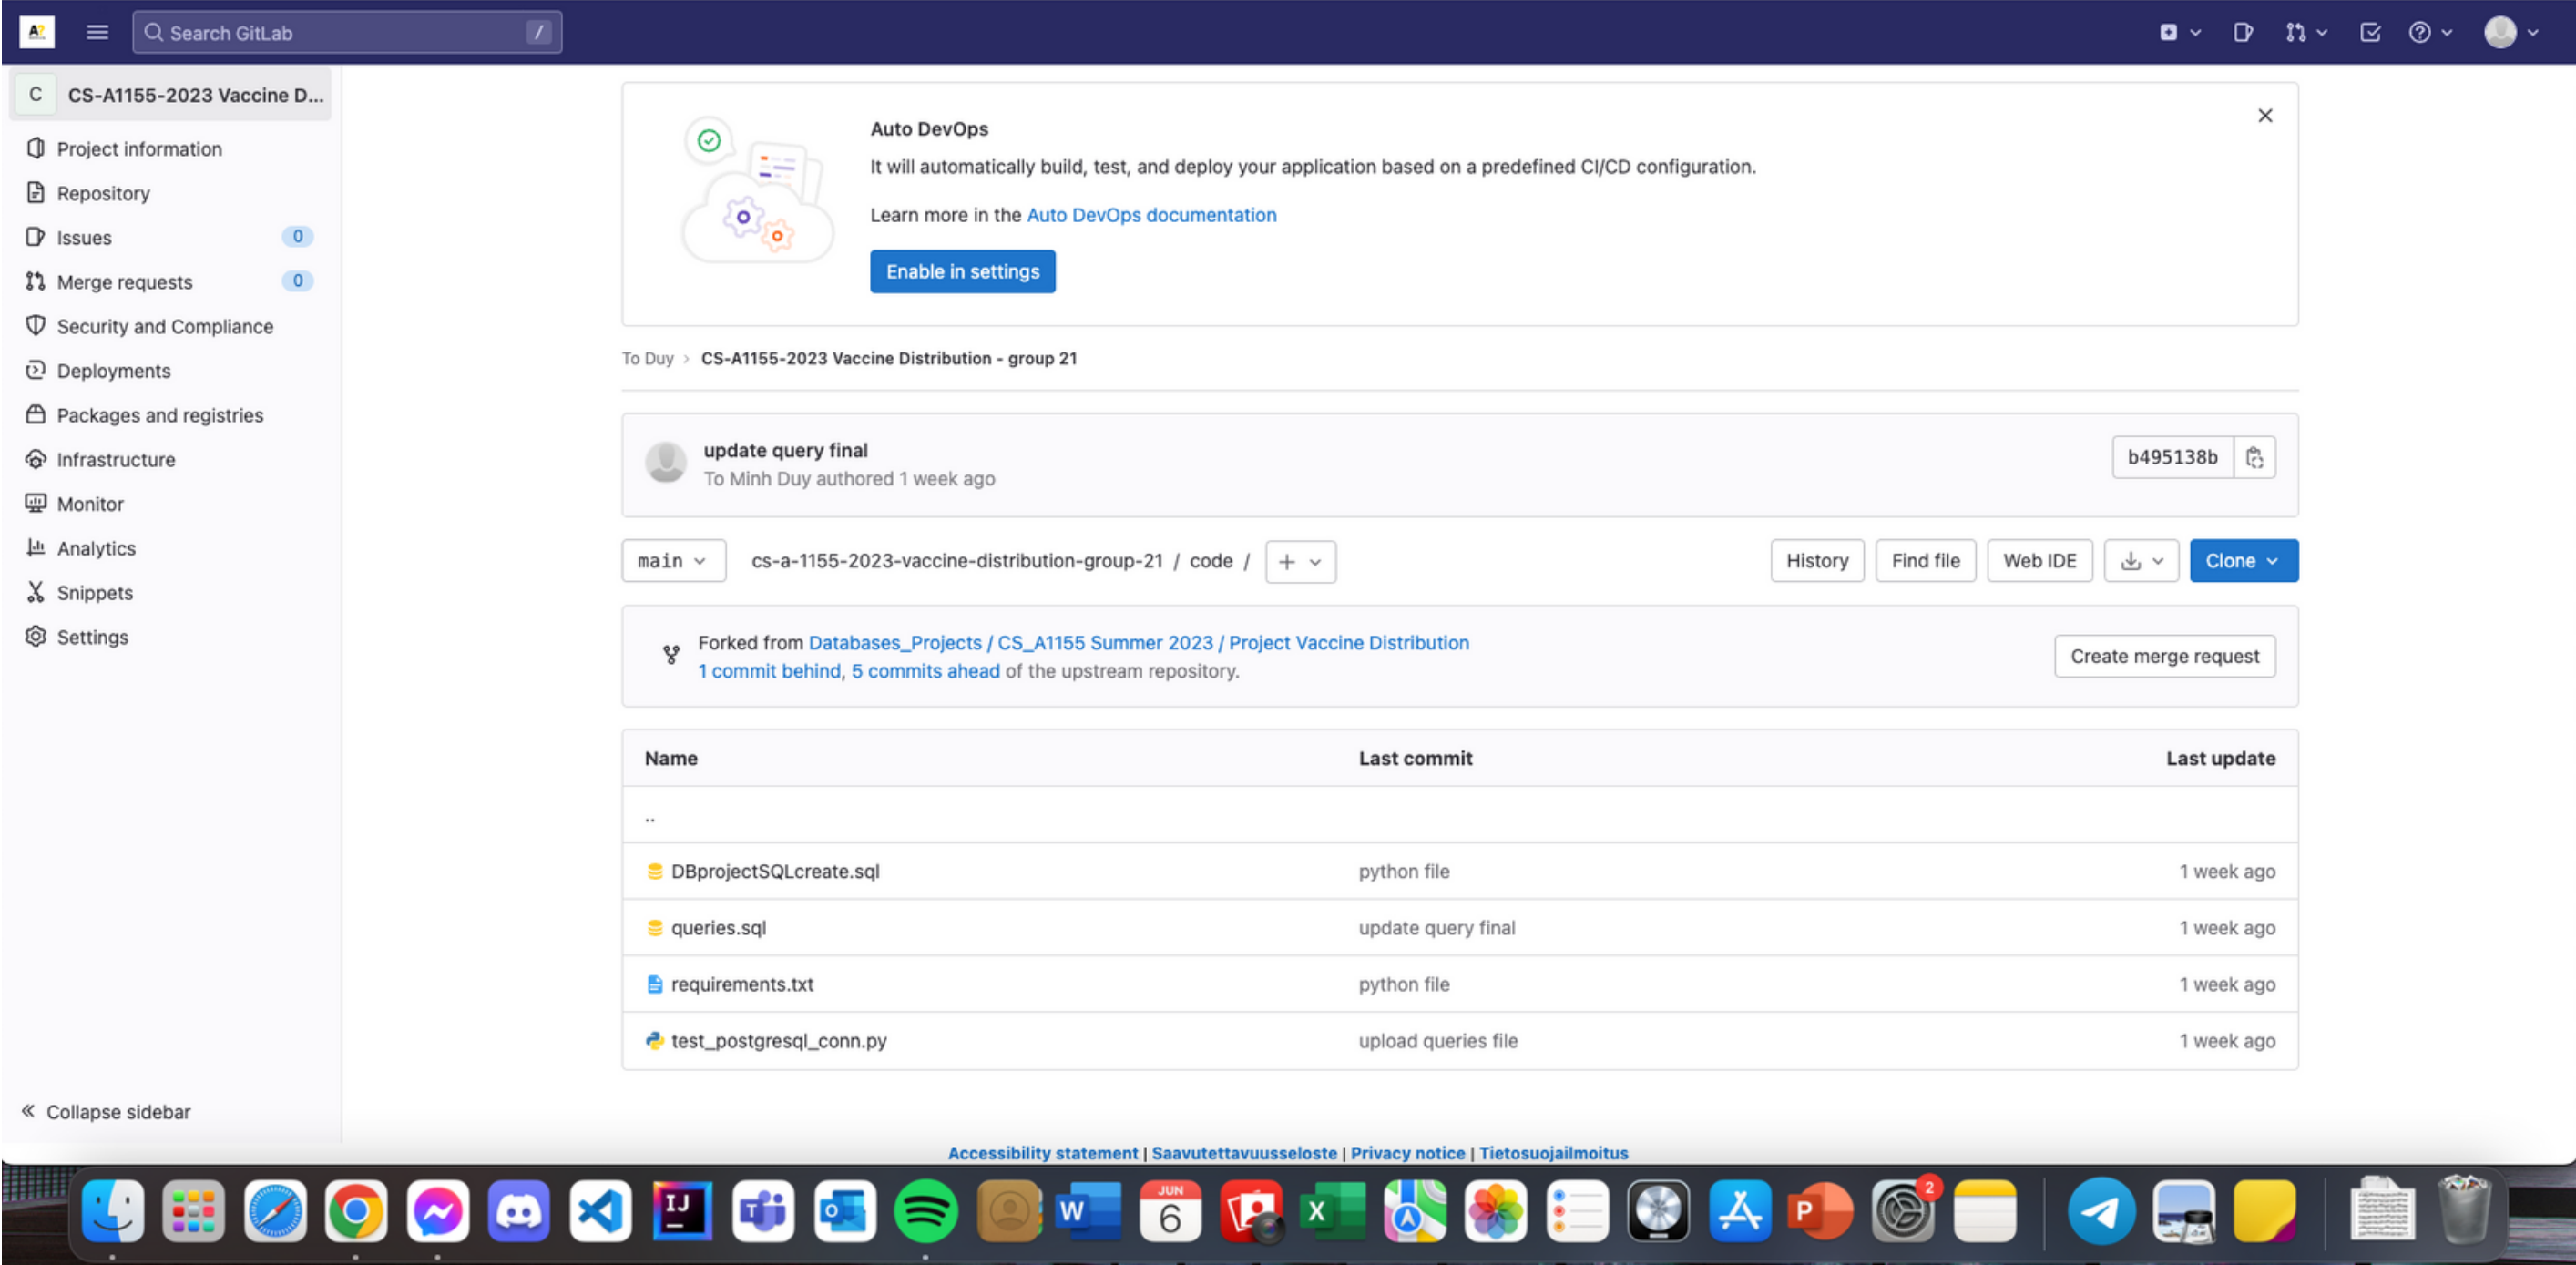 Search GitLab /
C CS-A1155-2023 Vaccine D...
Project information
Repository
Issues 0
Merge requests 0
Security and Compliance
Deployments
Packages and registries
Infrastructure
Monitor
Analytics
Snippets
Settings
Collapse sidebar
Auto DevOps
It will automatically build, test, and deploy your application based on a predefined CI/CD configuration.
Learn more in the Auto DevOps documentation
Enable in settings
To Duy > CS-A1155-2023 Vaccine Distribution - group 21
update query final
To Minh Duy authored 1 week ago
b495138b
main cs-a-1155-2023-vaccine-distribution-group-21 / code / +
History Find file Web IDE Clone
Forked from Databases_Projects / CS_A1155 Summer 2023 / Project Vaccine Distribution
1 commit behind, 5 commits ahead of the upstream repository.
Create merge request
Name Last commit Last update
..
DBprojectSQLcreate.sql python file 1 week ago
queries.sql update query final 1 week ago
requirements.txt python file 1 week ago
test_postgresql_conn.py upload queries file 1 week ago
Accessibility statement | Saavutettavuusseloste | Privacy notice | Tietosuojailmoitus
IJ
T
O
W
JUN
6
X
P
2